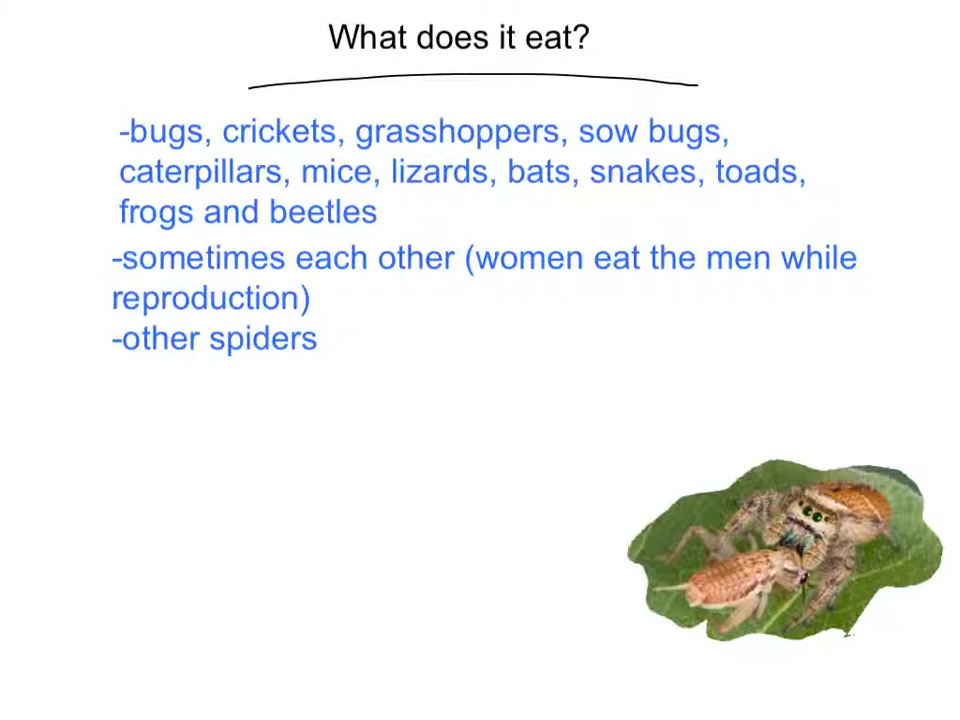 What does it eat?
-bugs, crickets, grasshoppers, sow bugs,
caterpillars, mice, lizards, bats, snakes, toads,
frogs and beetles
-sometimes each other (women eat the men while
reproduction)
-other spiders